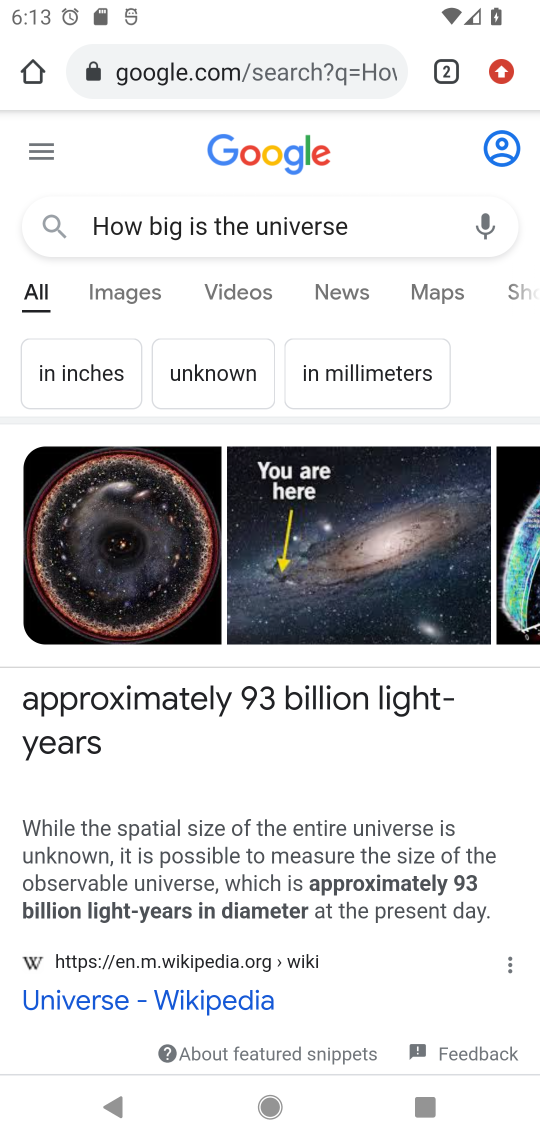 6:13
google.com/search?q=How
2
Google
How big is the universe
All Images Videos News Maps Sho
in inches unknown in millimeters
You are
here
approximately 93 billion light-
years
While the spatial size of the entire universe is
unknown, it is possible to measure the size of the
observable universe, which is approximately 93
billion light-years in diameter at the present day.
W https://en.m.wikipedia.org › wiki
Universe - Wikipedia
About featured snippets Feedback